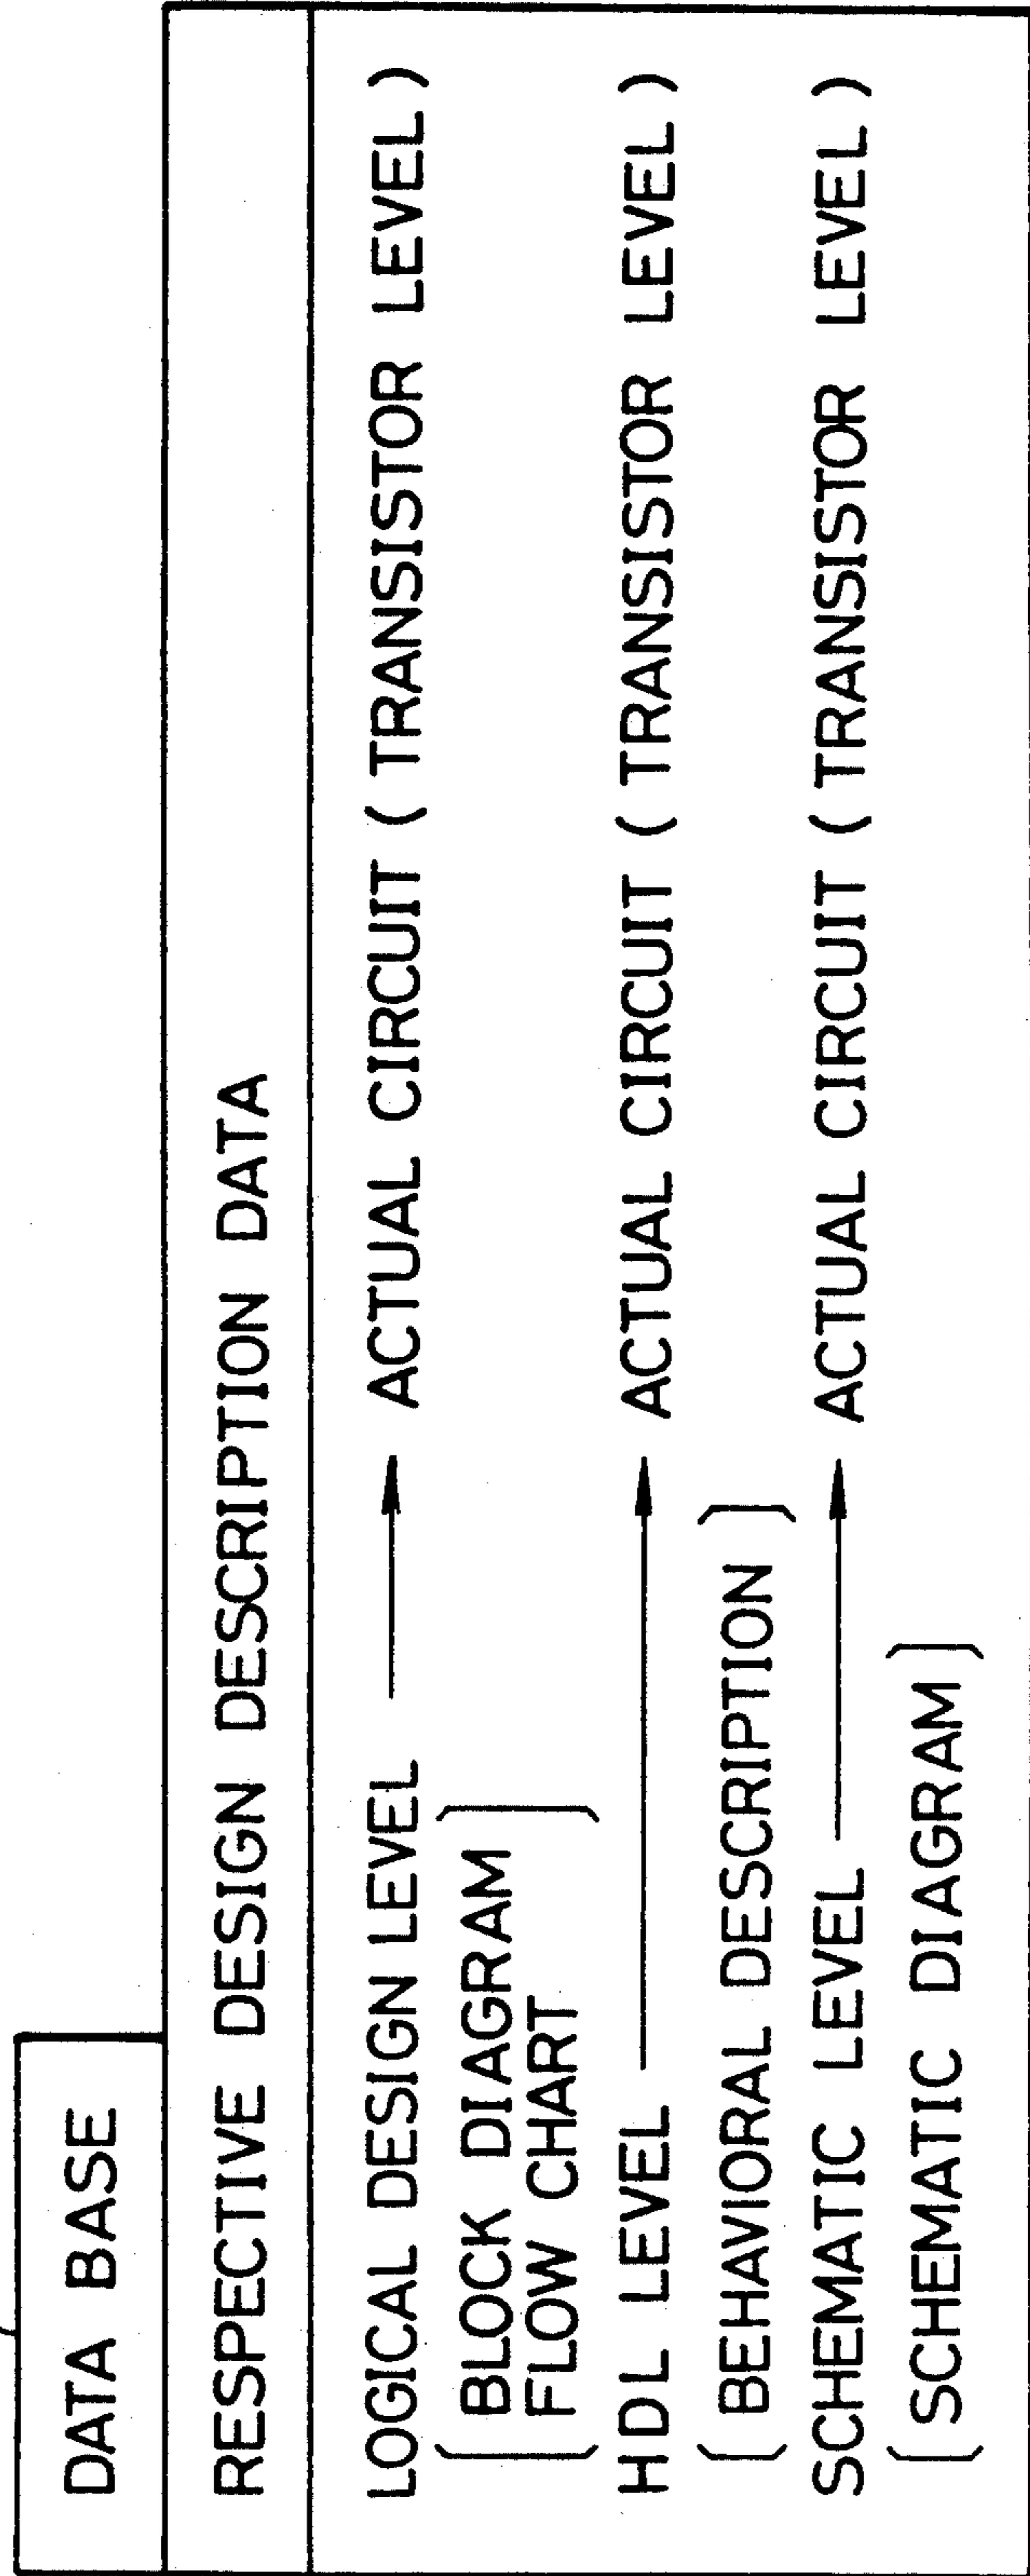 DATA BASE
RESPECTIVE DESIGN DESCRIPTION DATA
LOGICAL DESIGN LEVEL → ACTUAL CIRCUIT ( TRANSISTOR LEVEL )
[ BLOCK DIAGRAM
FLOW CHART ]
HDL LEVEL → ACTUAL CIRCUIT ( TRANSISTOR LEVEL )
[ BEHAVIORAL DESCRIPTION ]
SCHEMATIC LEVEL → ACTUAL CIRCUIT ( TRANSISTOR LEVEL )
[ SCHEMATIC DIAGRAM ]